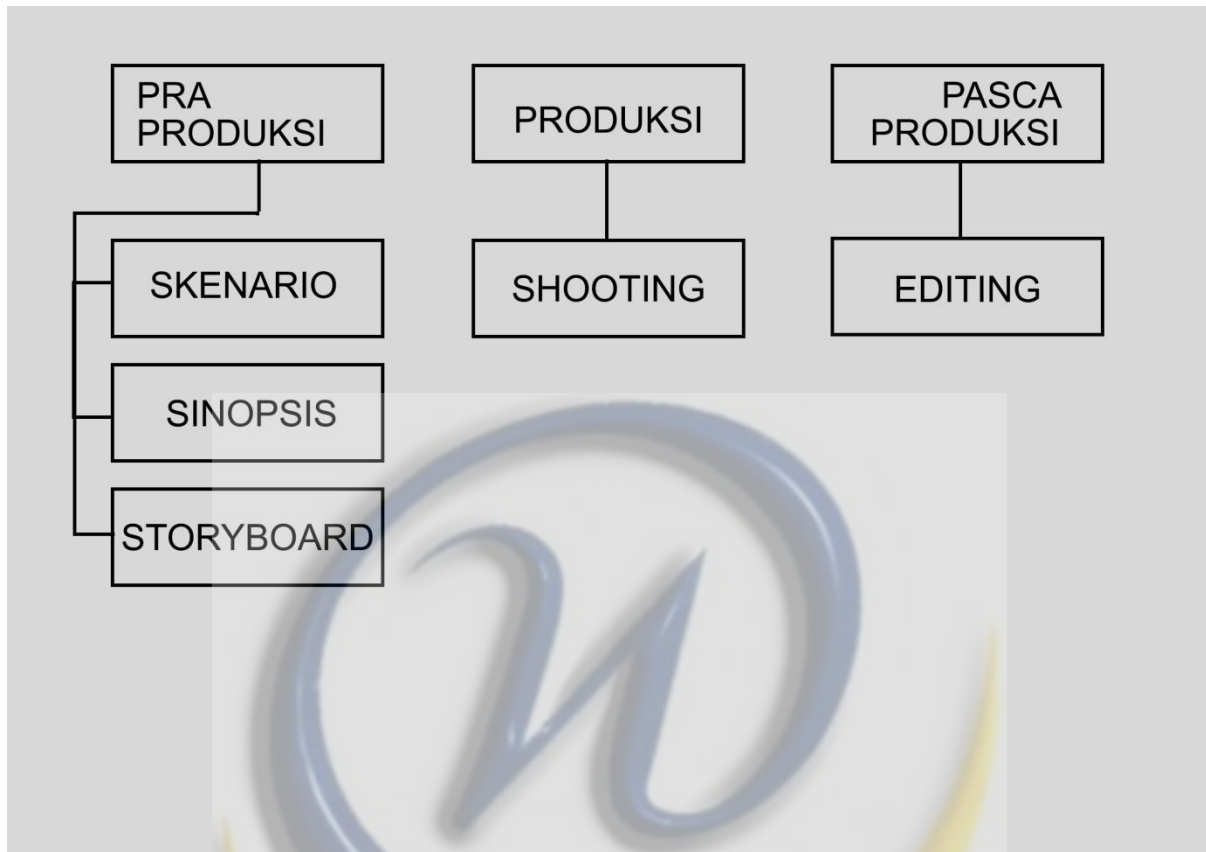 PRA
PRODUKSI
PRODUKSI
PASCA
PRODUKSI
SKENARIO
SHOOTING
EDITING
SINOPSIS
STORYBOARD